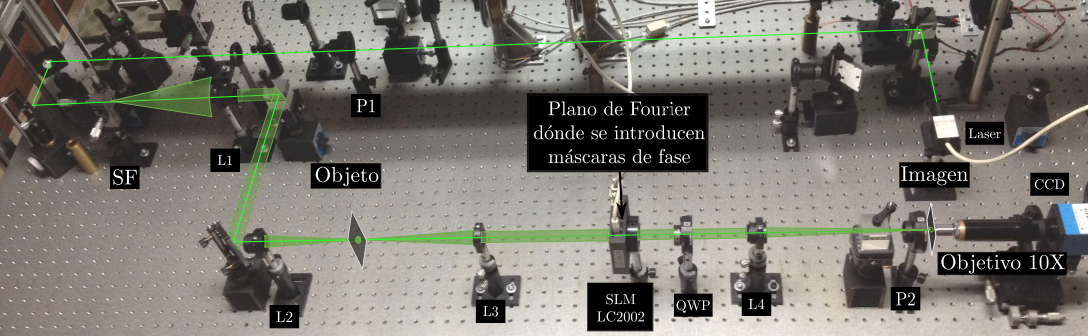 P1
Plano de Fourier
dónde se introducen
máscaras de fase
Laser
SF
L1
Objeto
Imagen
CCD
Objetivo 10X
L2
L3
SLM
LC2002
QWP
L4
P2